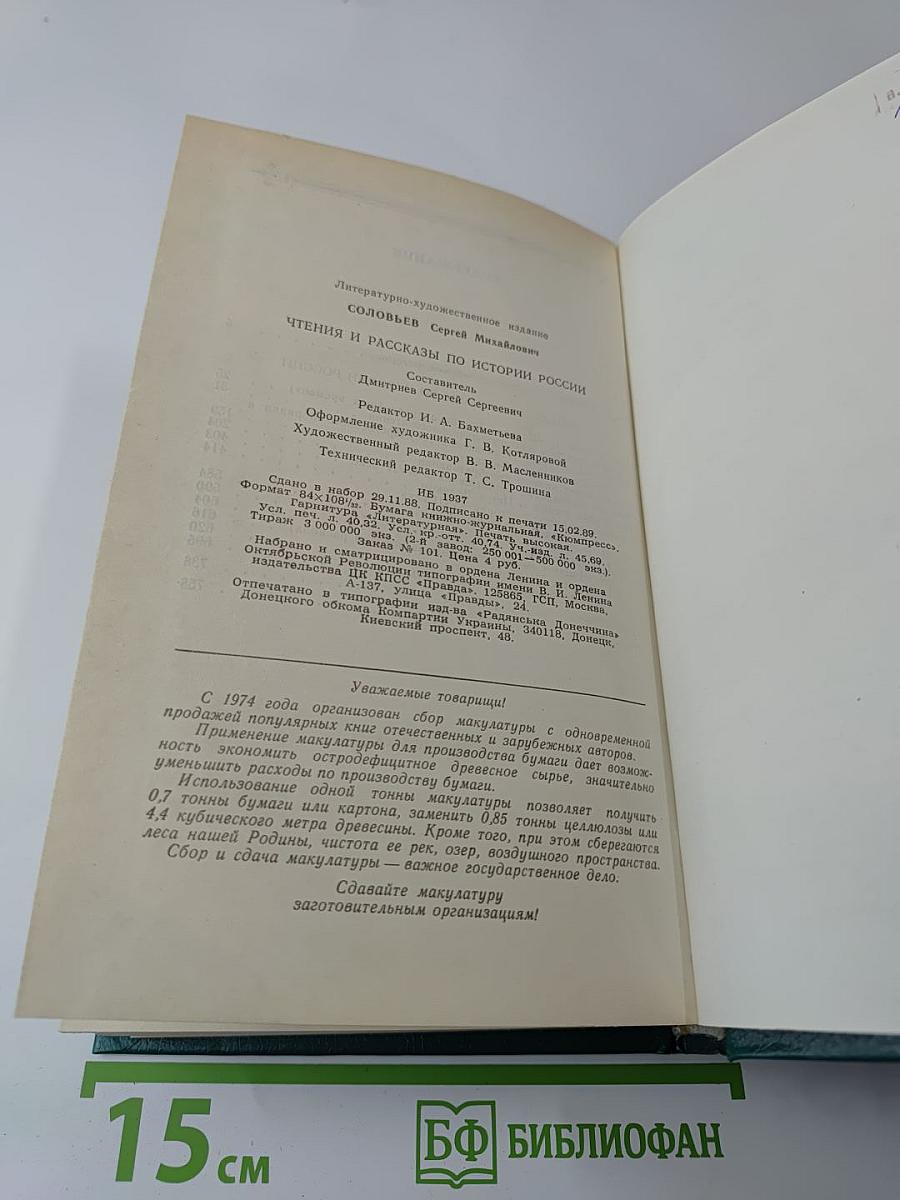 Литературно-художественное издание
СОЛОВЬЕВ Сергей Михайлович
ЧТЕНИЯ И РАССКАЗЫ ПО ИСТОРИИ РОССИИ
Составитель
Дмитриев Сергей Сергеевич
Редактор И. А. Бахметьева
Оформление художника Г. В. Котляровой
Художественный редактор В. В. Масленников
Технический редактор Т. С. Трошина
ИБ 1937
Сдано в набор 29.11.88. Подписано к печати 15.02.89.
Формат 84×108¹/₃₂. Бумага книжно-журнальная. «Кюмпресс».
Гарнитура «Литературная». Печать высокая.
Усл. печ. л. 40,32. Усл. кр.-отт. 40,74. Уч.-изд. л. 45,69.
Тираж 3 000 000 экз. (2-й завод: 250 001—500 000 экз.).
Заказ № 101. Цена 4 руб.
Набрано и сматрицировано в ордена Ленина и ордена
Октябрьской Революции типографии имени В. И. Ленина
издательства ЦК КПСС «Правда». 125865, ГСП, Москва,
А-137, улица «Правды», 24.
Отпечатано в типографии изд-ва «Радянська Донеччина»
Донецкого обкома Компартии Украины, 340118, Донецк,
Киевский проспект, 48.
Уважаемые товарищи!
С 1974 года организован сбор макулатуры с одновременной
продажей популярных книг отечественных и зарубежных авторов.
Применение макулатуры для производства бумаги дает возмож-
ность экономить остродефицитное древесное сырье, значительно
уменьшить расходы по производству бумаги.
Использование одной тонны макулатуры позволяет получить
0,7 тонны бумаги или картона, заменить 0,85 тонны целлюлозы или
4,4 кубического метра древесины. Кроме того, при этом сберегаются
леса нашей Родины, чистота ее рек, озер, воздушного пространства.
Сбор и сдача макулатуры — важное государственное дело.
Сдавайте макулатуру
заготовительным организациям!
15 см
БФ БИБЛИОФАН